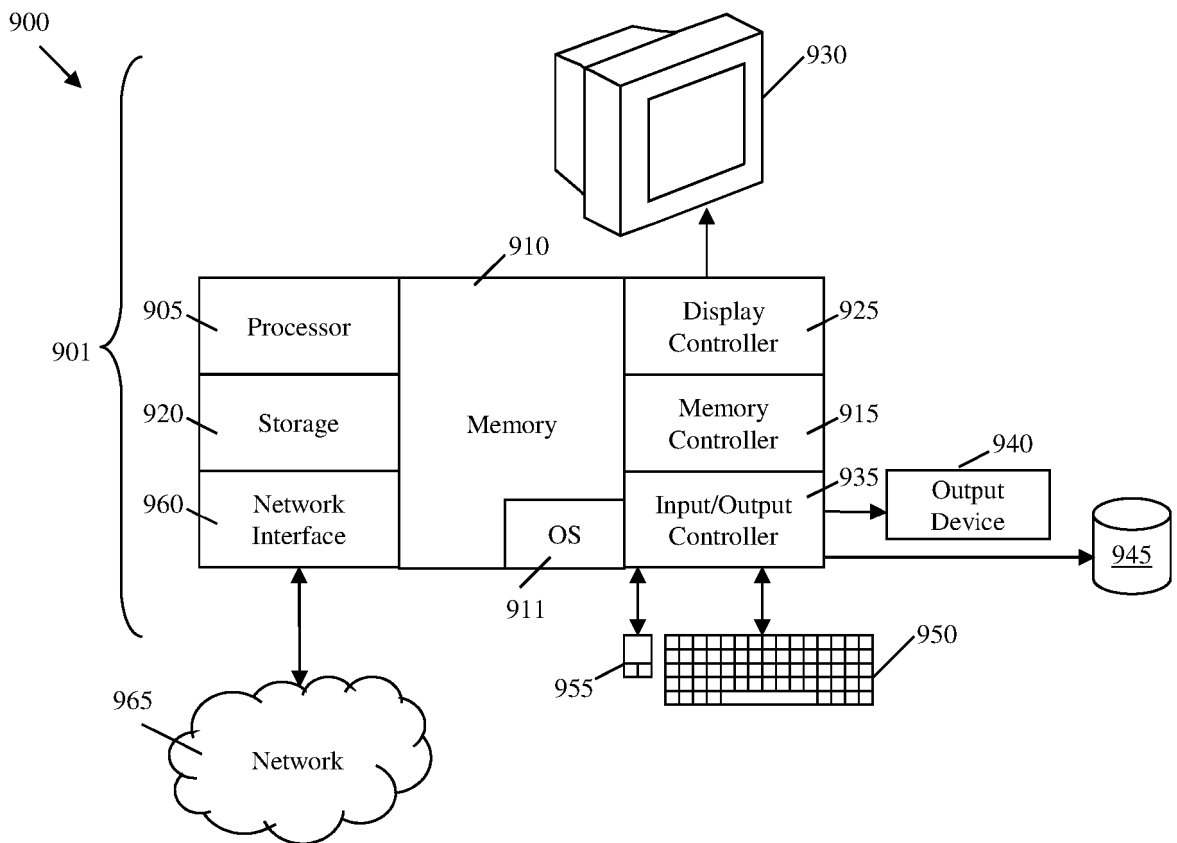 900
930
910
905
Processor
Display
Controller
925
901
920
Storage
Memory
Memory
Controller
915
940
960
Network
Interface
OS
Input/Output
Controller
935
Output
Device
945
911
950
955
965
Network